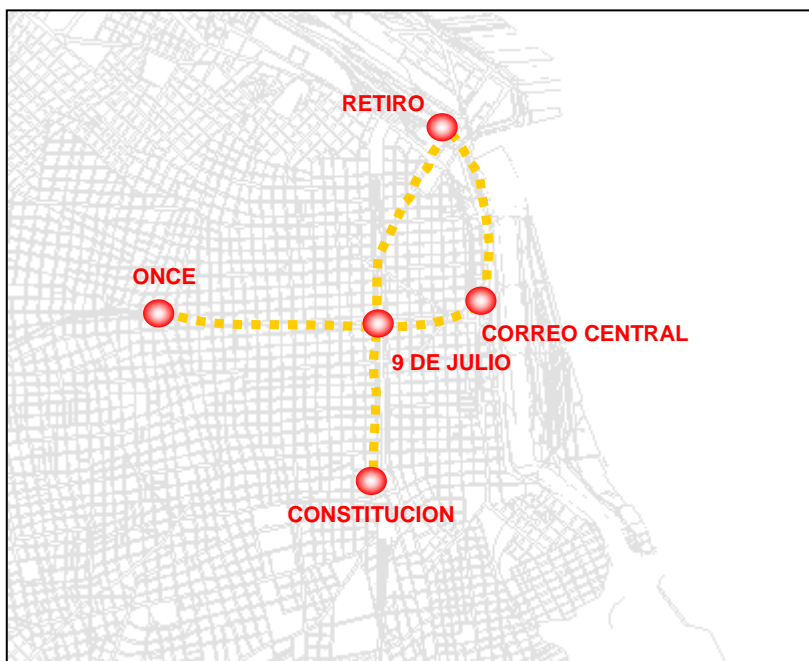 RETIRO
ONCE
CORREO CENTRAL
9 DE JULIO
CONSTITUCION